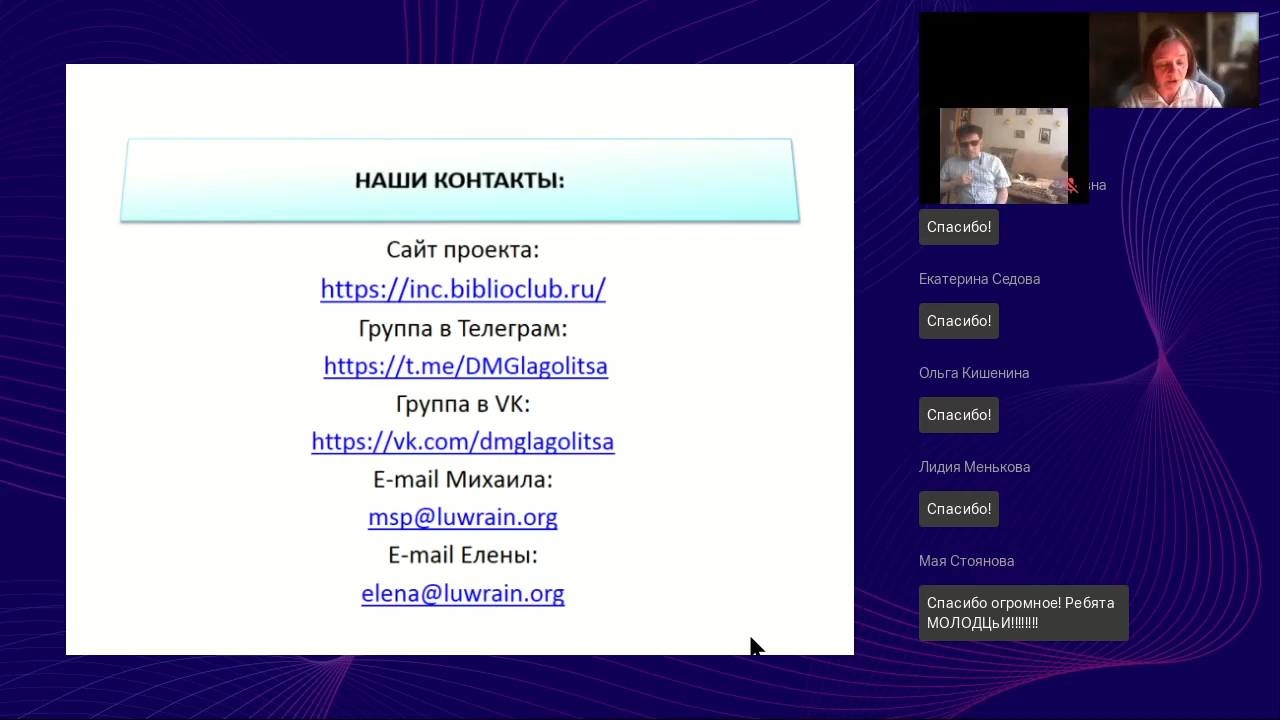 НАШИ КОНТАКТЫ:
Сайт проекта:
https://inc.biblioclub.ru/
Группа в Телеграм:
https://t.me/DMGlagolitsa
Группа в VK:
https://vk.com/dmglagolitsa
E-mail Михаила:
msp@luwrain.org
E-mail Елены:
elena@luwrain.org
Спасибо!
Екатерина Седова
Спасибо!
Ольга Кишенина
Спасибо!
Лидия Менькова
Спасибо!
Мая Стоянова
Спасибо огромное! Ребята
МОЛОДЦьИ!!!!!!!!